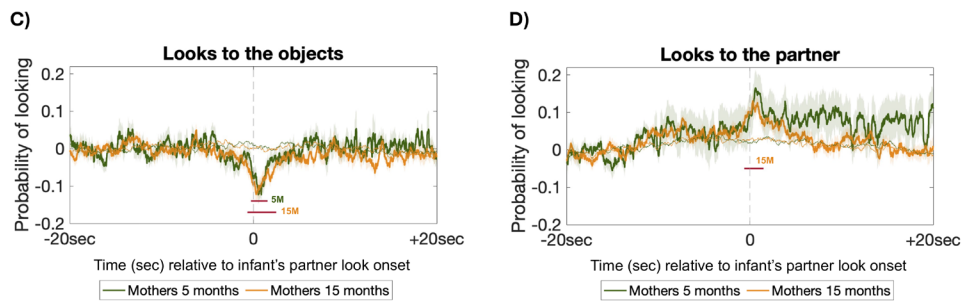 C)
Looks to the objects
Probability of looking
0.2
0.1
0
-0.1
-0.2
5M
15M
-20sec
0
+20sec
Time (sec) relative to infant's partner look onset
Mothers 5 months
Mothers 15 months
D)
Looks to the partner
Probability of looking
0.2
0.1
0
-0.1
-0.2
15M
-20sec
0
+20sec
Time (sec) relative to infant's partner look onset
Mothers 5 months
Mothers 15 months